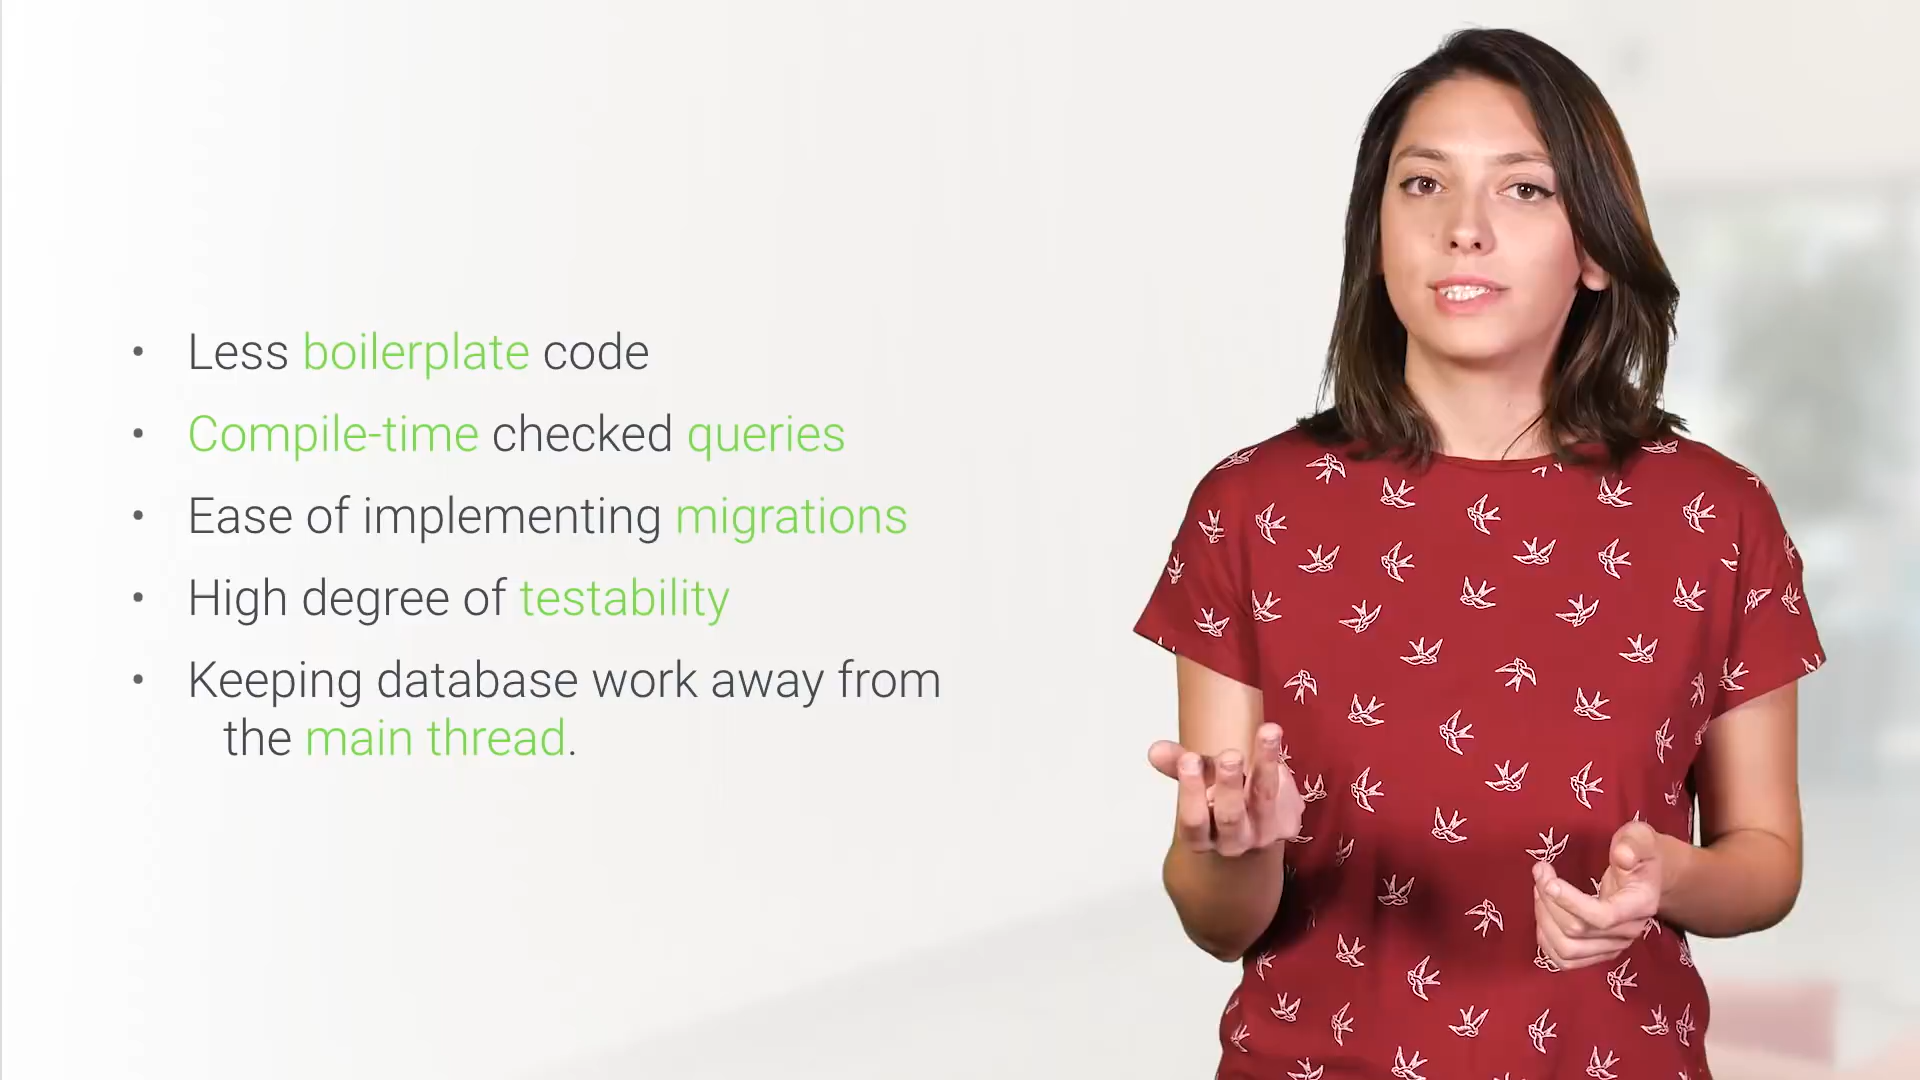 • Less boilerplate code
• Compile-time checked queries
• Ease of implementing migrations
• High degree of testability
• Keeping database work away from
the main thread.